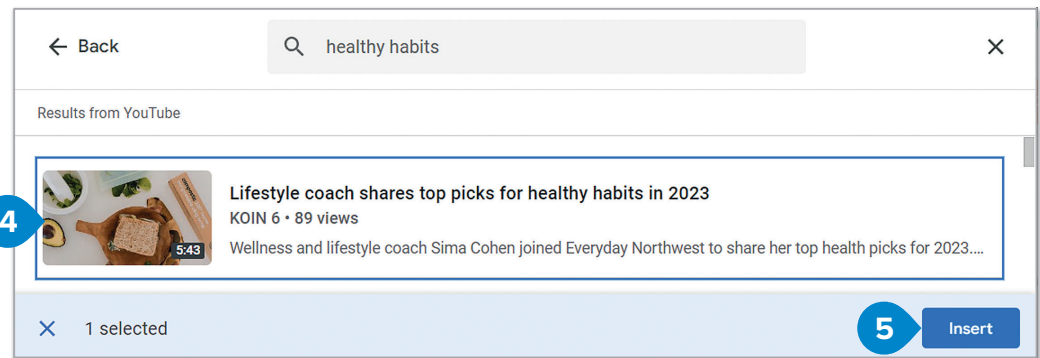 Back
healthy habits
Results from YouTube
4
Lifestyle coach shares top picks for healthy habits in 2023
KOIN 6 • 89 views
5:43
Wellness and lifestyle coach Sima Cohen joined Everyday Northwest to share her top health picks for 2023....
1 selected
5
Insert